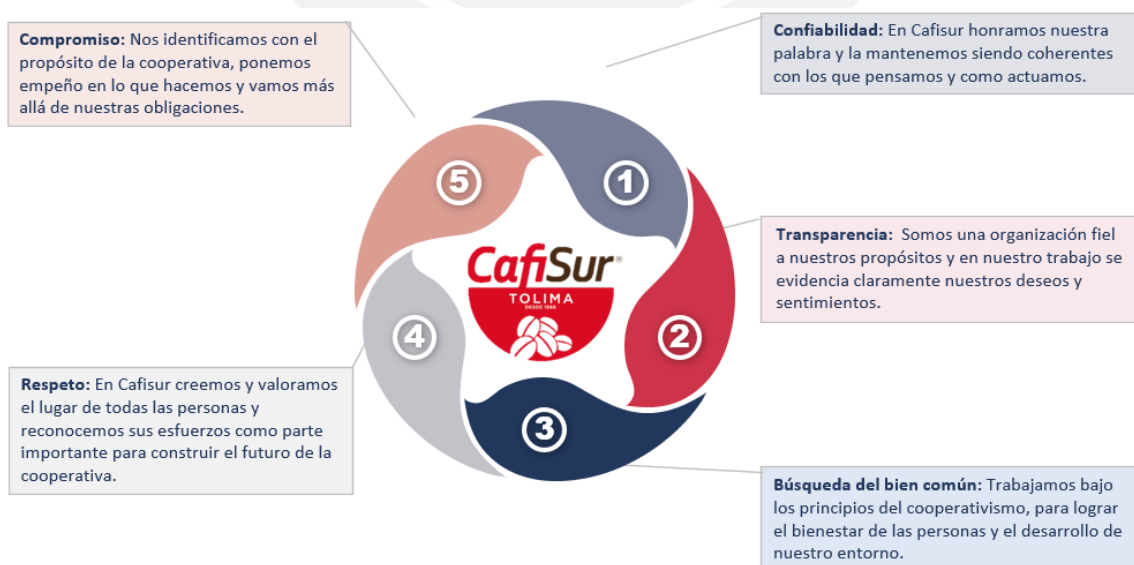 Compromiso: Nos identificamos con el
propósito de la cooperativa, ponemos
empeño en lo que hacemos y vamos más
allá de nuestras obligaciones.
Confiabilidad: En Cafisur honramos nuestra
palabra y la mantenemos siendo coherentes
con los que pensamos y como actuamos.
5
1
Transparencia: Somos una organización fiel
a nuestros propósitos y en nuestro trabajo se
evidencia claramente nuestros deseos y
sentimientos.
CafiSur®
TOLIMA
DESDE 1966
4
2
Respeto: En Cafisur creemos y valoramos
el lugar de todas las personas y
reconocemos sus esfuerzos como parte
importante para construir el futuro de la
cooperativa.
3
Búsqueda del bien común: Trabajamos bajo
los principios del cooperativismo, para lograr
el bienestar de las personas y el desarrollo de
nuestro entorno.